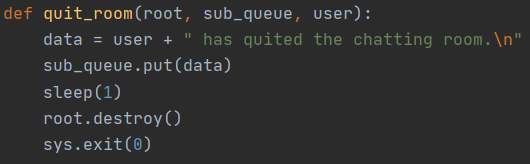 def quit_room(root, sub_queue, user):
    data = user + " has quited the chatting room.\n"
    sub_queue.put(data)
    sleep(1)
    root.destroy()
    sys.exit(0)